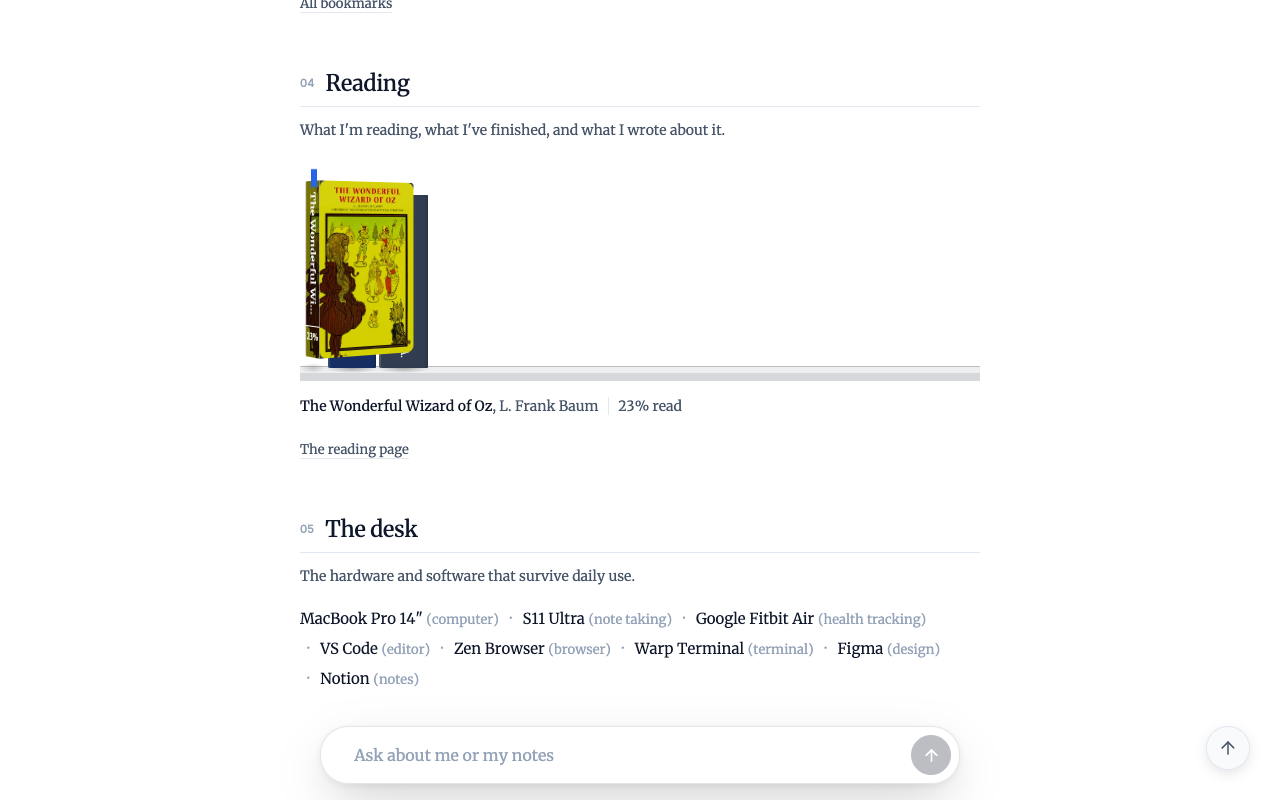 All bookmarks
04 Reading
What I'm reading, what I've finished, and what I wrote about it.
THE WONDERFUL
WIZARD OF OZ
The Wonderful Wi...
23%
The Wonderful Wizard of Oz, L. Frank Baum 23% read
The reading page
05 The desk
The hardware and software that survive daily use.
MacBook Pro 14" (computer) · S11 Ultra (note taking) · Google Fitbit Air (health tracking)
· VS Code (editor) · Zen Browser (browser) · Warp Terminal (terminal) · Figma (design)
· Notion (notes)
Ask about me or my notes